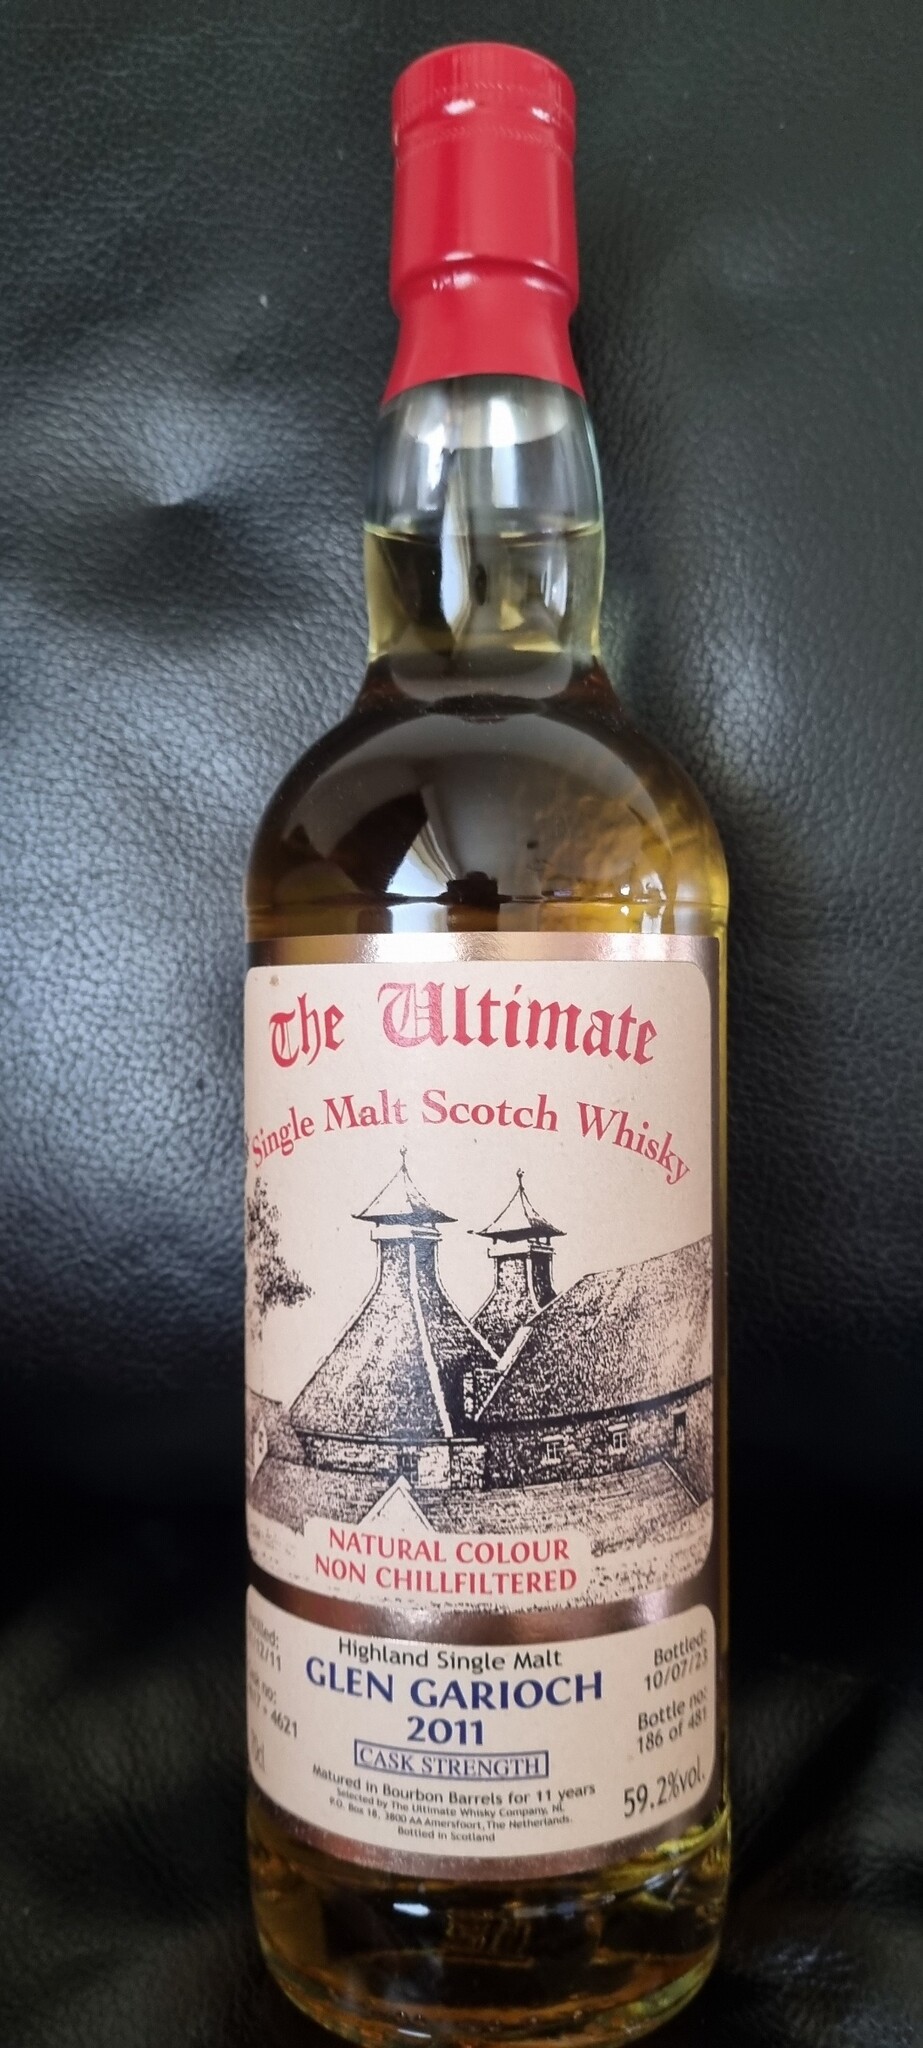 The Ultimate
Single Malt Scotch Whisky
NATURAL COLOUR
NON CHILLFILTERED
Highland Single Malt
GLEN GARIOCH
2011
CASK STRENGTH
Matured in Bourbon Barrels for 11 years
Selected by The Ultimate Whisky Company, NL
P.O. Box 18, 3800 AA Amersfoort, The Netherlands.
Bottled in Scotland
12/11
4621
Bottled:
10/07/23
Bottle no:
186 of 481
59.2%vol.